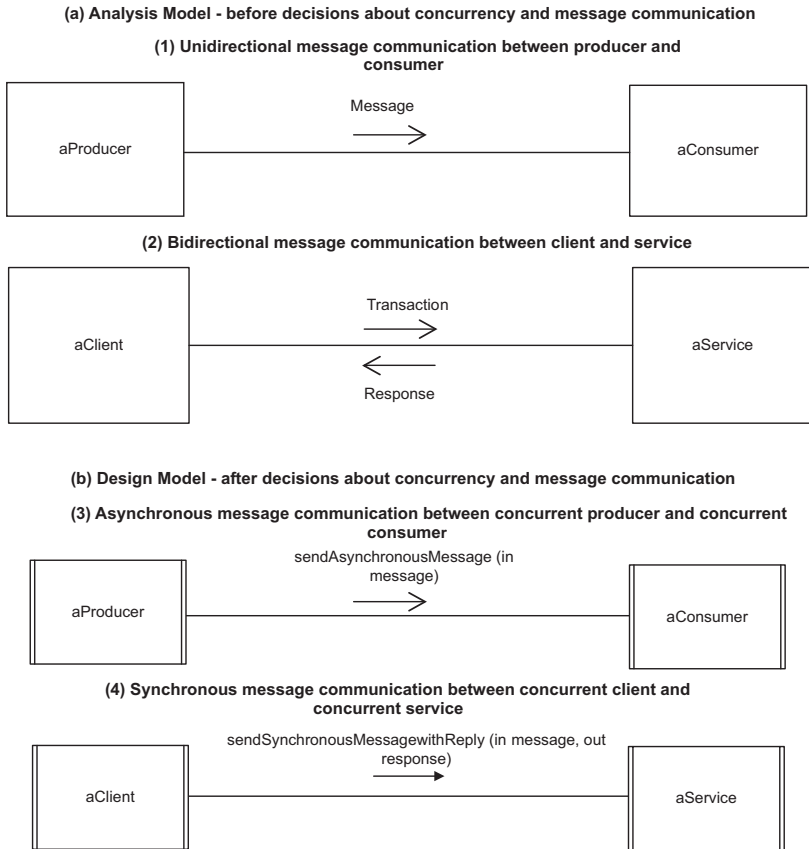 (a) Analysis Model - before decisions about concurrency and message communication
(1) Unidirectional message communication between producer and
consumer
Message
aProducer
aConsumer
(2) Bidirectional message communication between client and service
Transaction
aClient
aService
Response
(b) Design Model - after decisions about concurrency and message communication
(3) Asynchronous message communication between concurrent producer and concurrent
consumer
sendAsynchronousMessage (in
message)
aProducer
aConsumer
(4) Synchronous message communication between concurrent client and
concurrent service
sendSynchronousMessagewithReply (in message, out
response)
aClient
aService